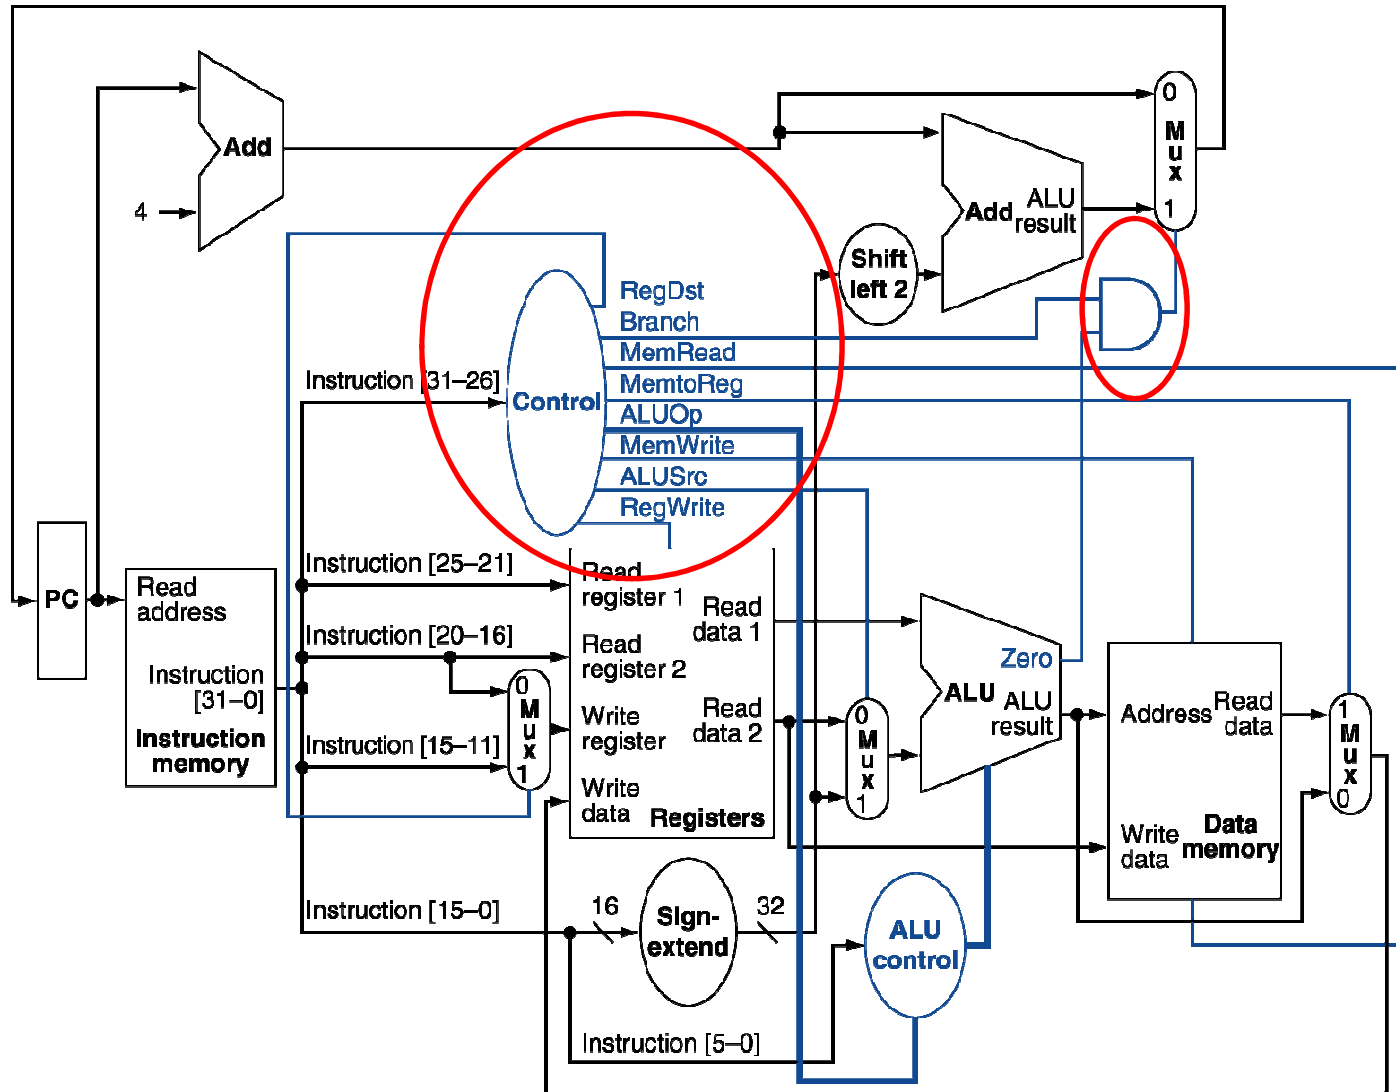 0
M
u
x
1
Add
4
Add
ALU
result
Shift
left 2
RegDst
Branch
MemRead
MemtoReg
ALUOp
MemWrite
ALUSrc
RegWrite
Control
Instruction [31–26]
Instruction [25–21]
Instruction [20–16]
Instruction [15–11]
Instruction [15–0]
Instruction [5–0]
PC
Read
address
Instruction
[31–0]
Instruction
memory
0
M
u
x
1
Read
register 1
Read
register 2
Write
register
Write
data
Read
data 1
Read
data 2
Registers
0
M
u
x
1
Zero
ALU
ALU
result
Address
Read
data
Write
data
Data
memory
1
M
u
x
0
16
SIgn-
extend
32
ALU
control